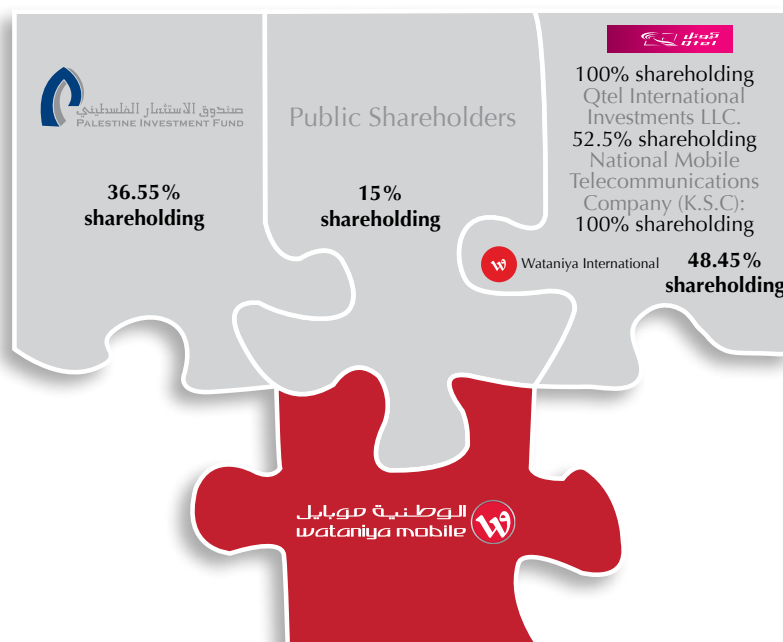 صندوق الاستثمار الفلسطيني
PALESTINE INVESTMENT FUND
36.55%
shareholding
Public Shareholders
15%
shareholding
كيوتل
Qtel
100% shareholding
Qtel International
Investments LLC.
52.5% shareholding
National Mobile
Telecommunications
Company (K.S.C):
100% shareholding
w Wataniya International
48.45%
shareholding
الوطنية موبايل
wataniya mobile
w